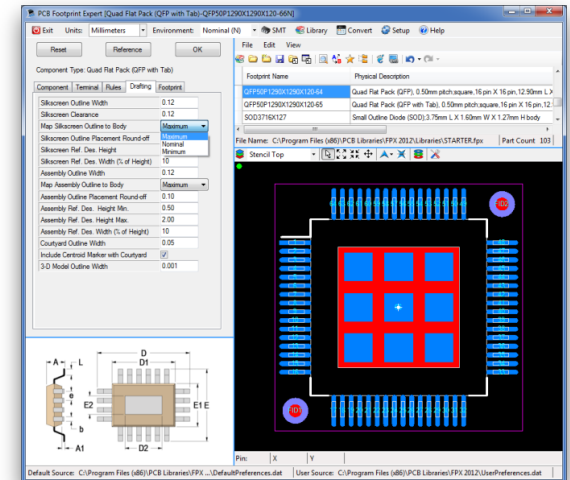 PCB Footprint Expert [Quad Flat Pack (QFP with Tab)-QFP50P1290X1290X120-66N]
Exit Units: Millimeters Environment: Nominal (N) SMT Library Convert Setup Help
Reset Reference OK
Component Type: Quad Flat Pack (QFP with Tab)
Component Terminal Rules Drafting Footprint
Silkscreen Outline Width 0.12
Silkscreen Clearance 0.12
Map Silkscreen Outline to Body Maximum
Silkscreen Outline Placement Round-off Maximum
Silkscreen Ref. Des. Height Nominal
Minimum
Silkscreen Ref. Des. Width (% of Height) 10
Assembly Outline Width 0.12
Map Assembly Outline to Body Maximum
Assembly Outline Placement Round-off 0.10
Assembly Ref. Des. Height Min. 0.50
Assembly Ref. Des. Height Max. 2.00
Assembly Ref. Des. Width (% of Height) 10
Courtyard Outline Width 0.05
Include Centroid Marker with Courtyard
3-D Model Outline Width 0.001
File Edit View
Footprint Name Physical Description
QFP50P1290X1290X120-64 Quad Flat Pack (QFP), 0.50mm pitch;square,16 pin X 16 pin,12.90mm L X
QFP50P1290X1290X120-65 Quad Flat Pack (QFP with Tab), 0.50mm pitch;square,16 pin X 16 pin,12.
SOD3716X127 Small Outline Diode (SOD);3.75mm L X 1.60mm W X 1.27mm H body
File Name: C:\Program Files (x86)\PCB Libraries\FPX 2012\Libraries\STARTER.fpx Part Count 103
Stencil Top
A L
D
D1
e
E2
E1 E
b
A1
D2
Pin: X Y
Default Source: C:\Program Files (x86)\PCB Libraries\FPX ...\DefaultPreferences.dat User Source: C:\Program Files (x86)\PCB Libraries\FPX 2012\UserPreferences.dat